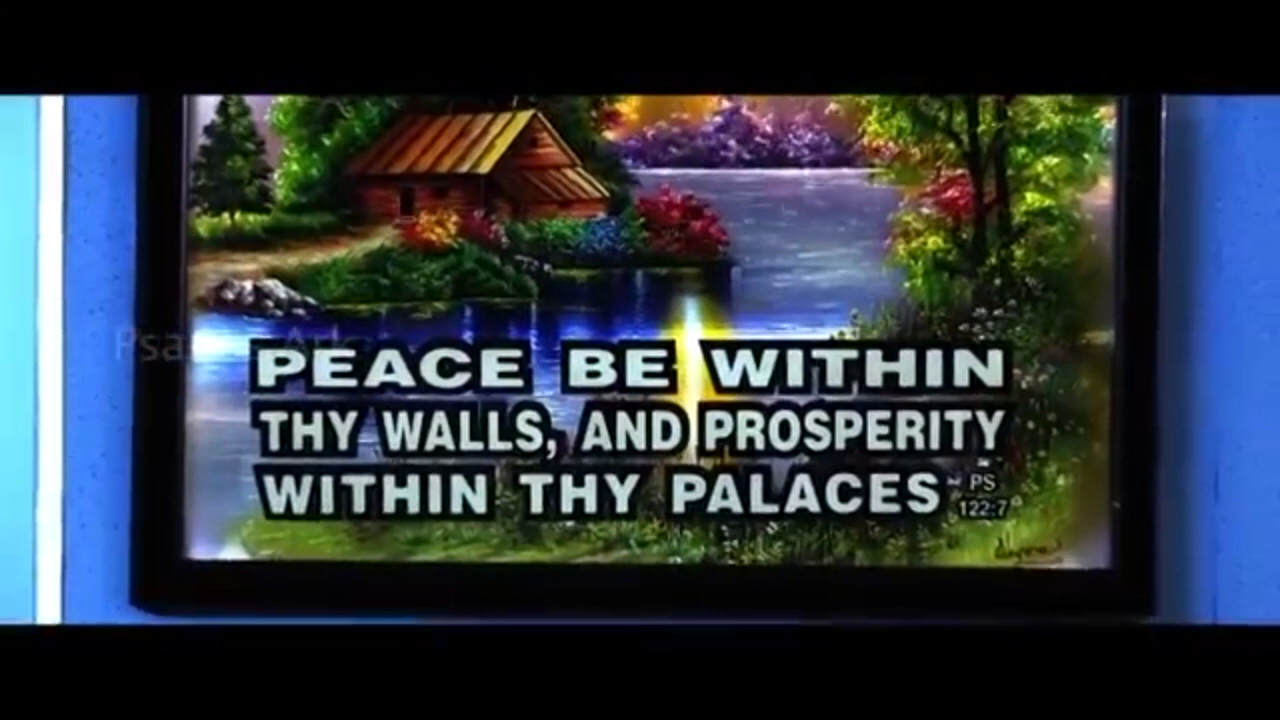 PEACE BE WITHIN
THY WALLS, AND PROSPERITY
WITHIN THY PALACES
PS
122:7